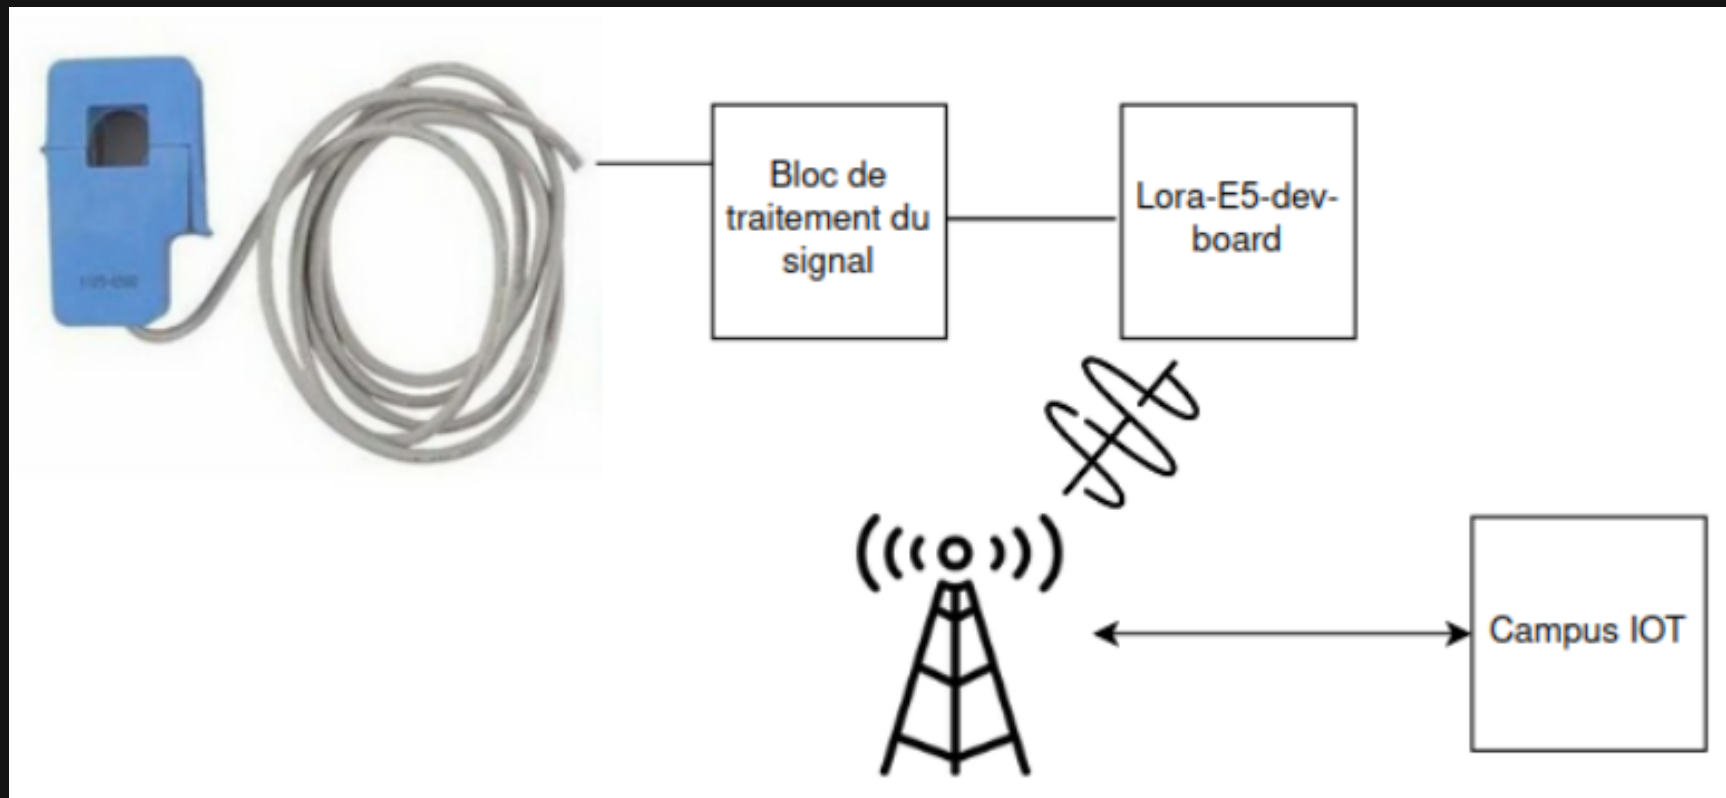 Bloc de
traitement du
signal
Lora-E5-dev-
board
Campus IOT